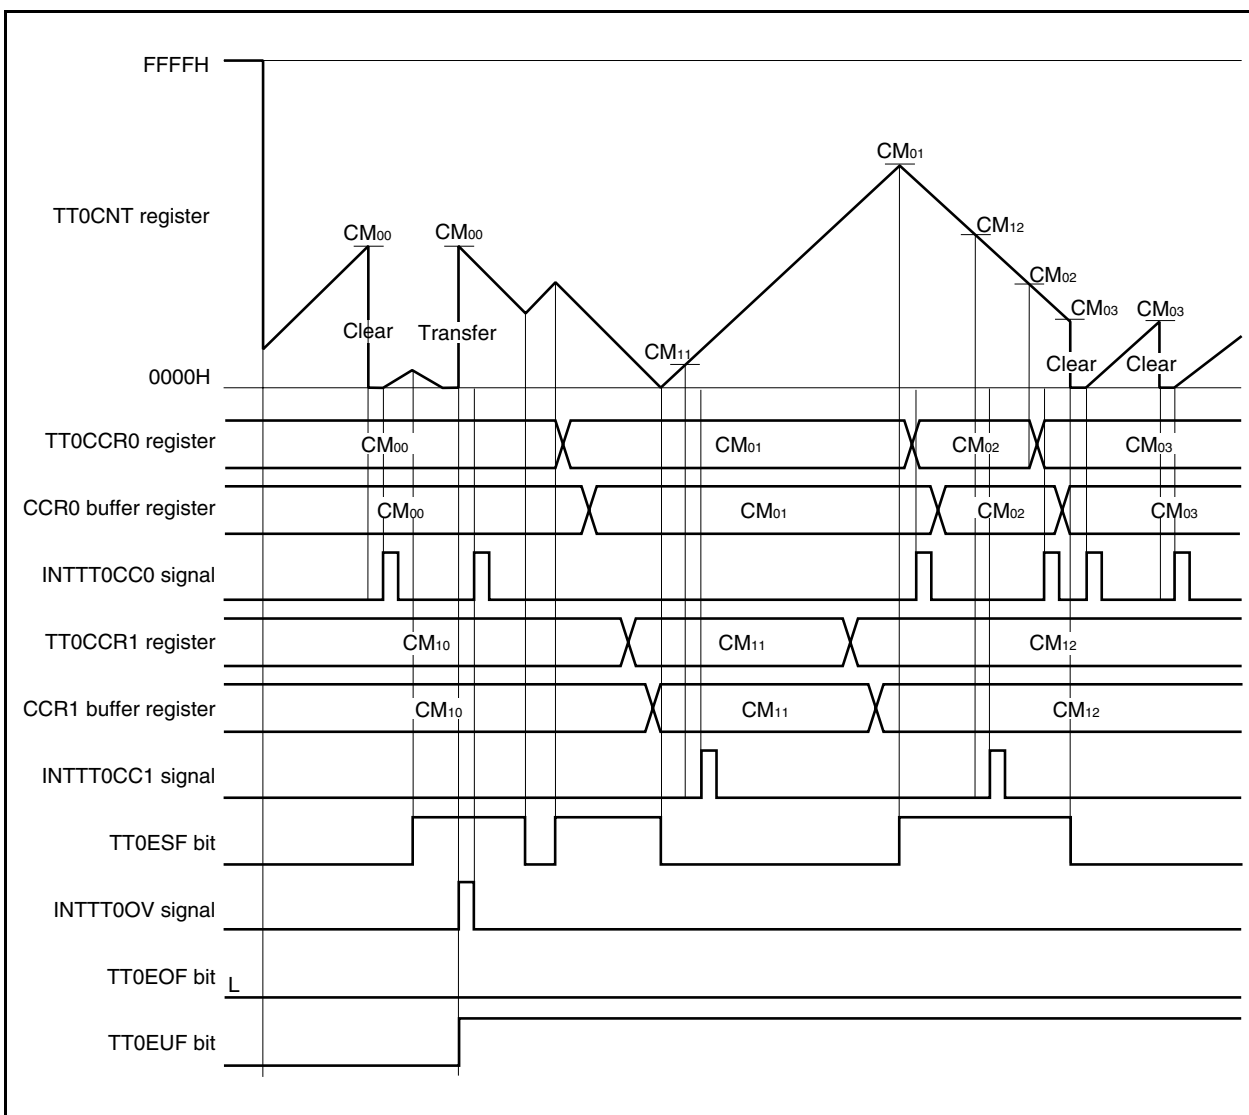 FFFFH
CM01
TT0CNT register
CM12
CM00
CM00
CM02
CM03
CM03
Clear
Transfer
CM11
Clear
Clear
0000H
TT0CCR0 register
CM00
CM01
CM02
CM03
CCR0 buffer register
CM00
CM01
CM02
CM03
INTTT0CC0 signal
TT0CCR1 register
CM10
CM11
CM12
CCR1 buffer register
CM10
CM11
CM12
INTTT0CC1 signal
TT0ESF bit
INTTT0OV signal
TT0EOF bit
L
TT0EUF bit